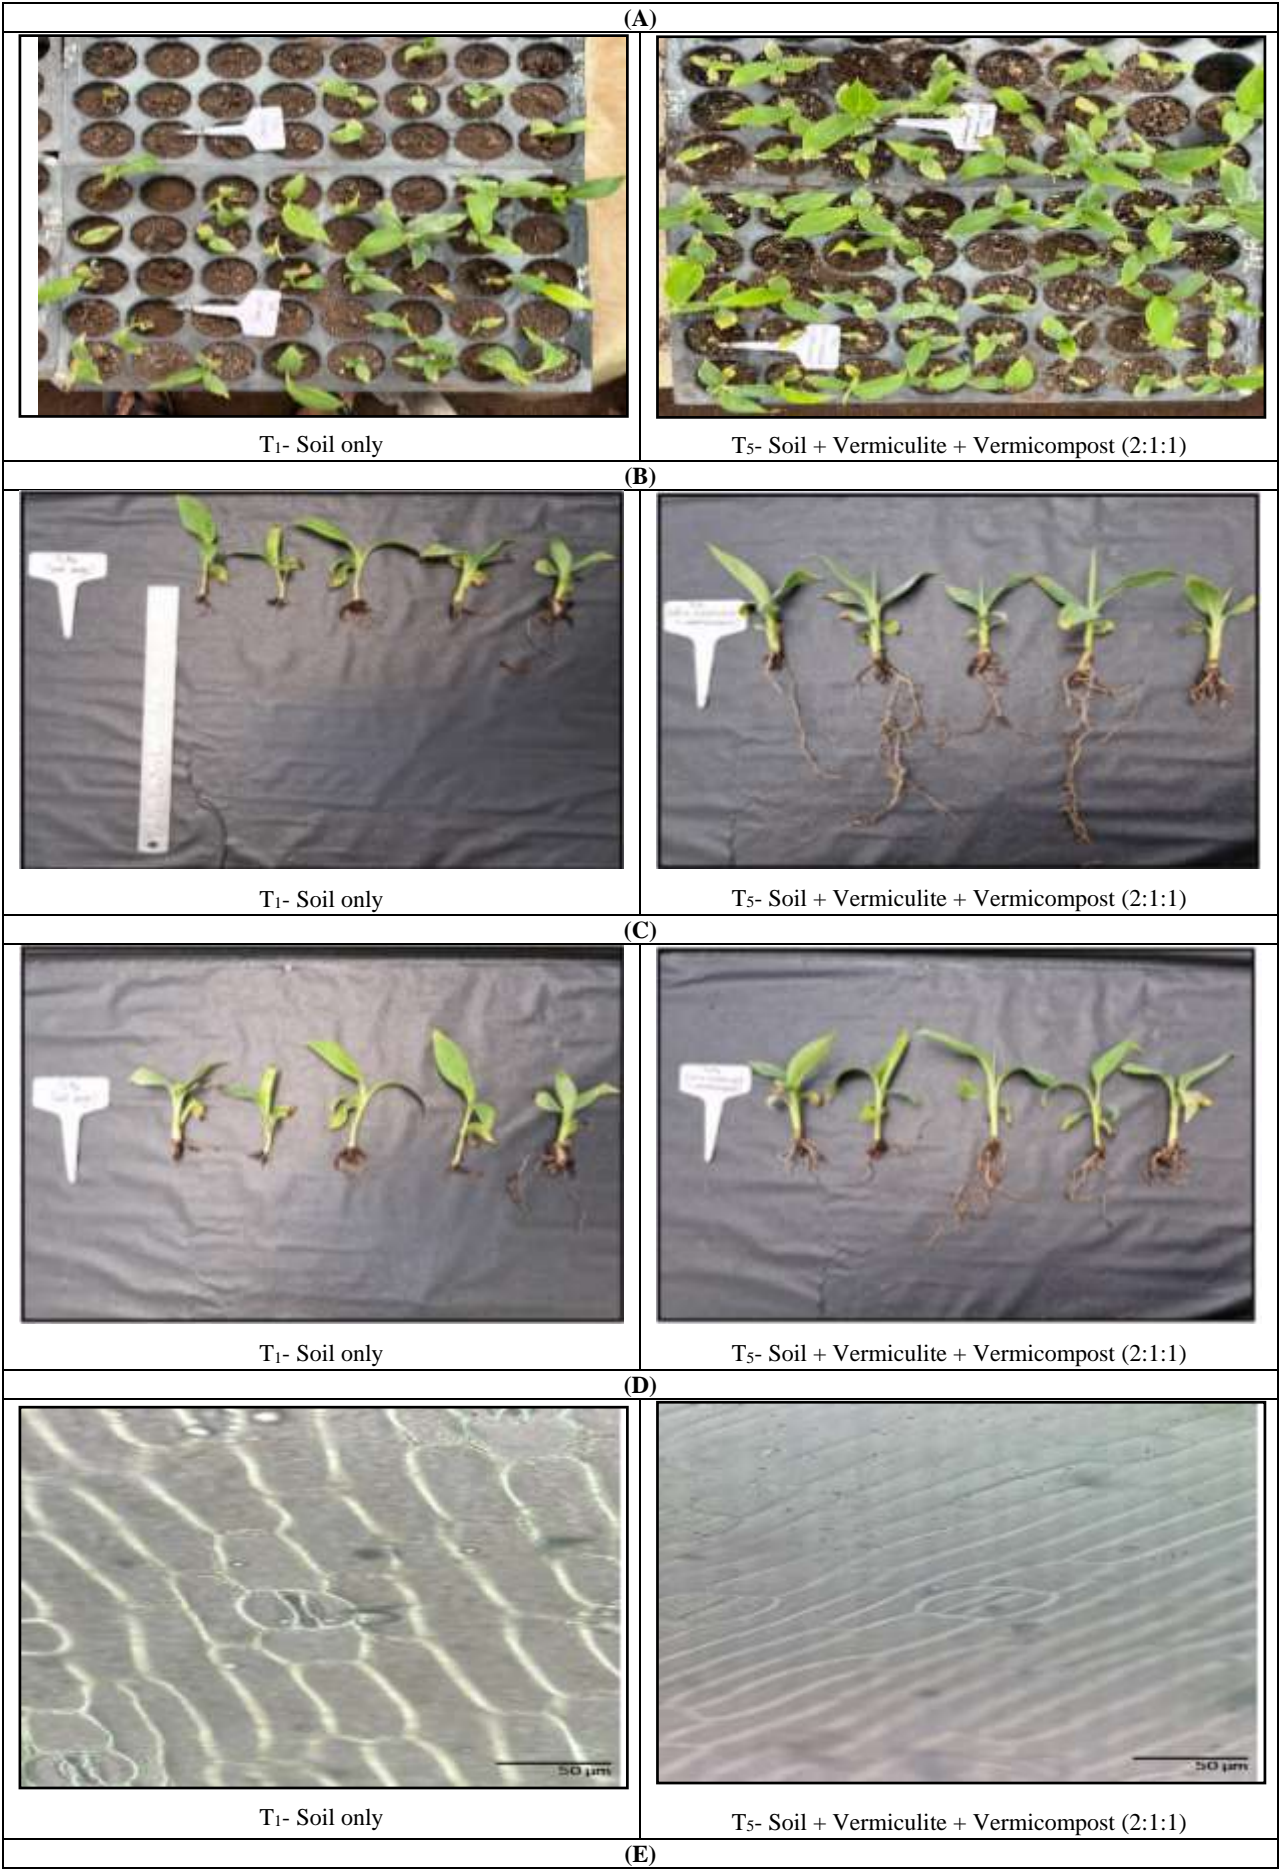 (A)
T₁- Soil only
T₅- Soil + Vermiculite + Vermicompost (2:1:1)
(B)
T₁- Soil only
T₅- Soil + Vermiculite + Vermicompost (2:1:1)
(C)
T₁- Soil only
T₅- Soil + Vermiculite + Vermicompost (2:1:1)
(D)
50 µm
50 µm
T₁- Soil only
T₅- Soil + Vermiculite + Vermicompost (2:1:1)
(E)